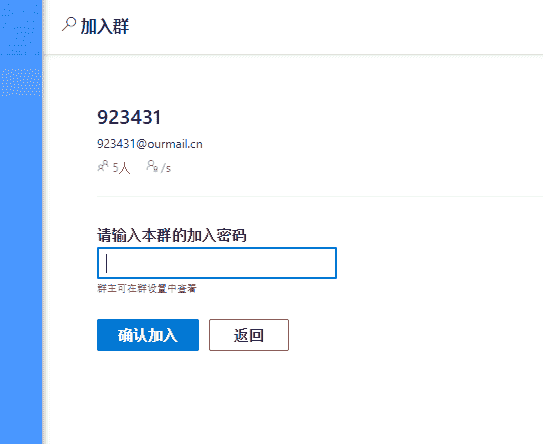 加入群
923431
923431@ourmail.cn
5人 /s
请输入本群的加入密码
群主可在群设置中查看
确认加入 返回